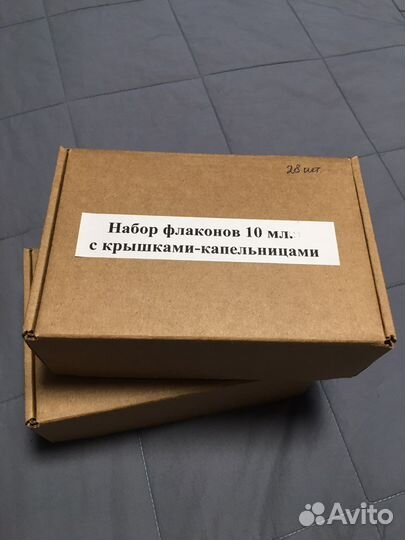 28 шт
Набор флаконов 10 мл.
с крышками-капельницами
Avito